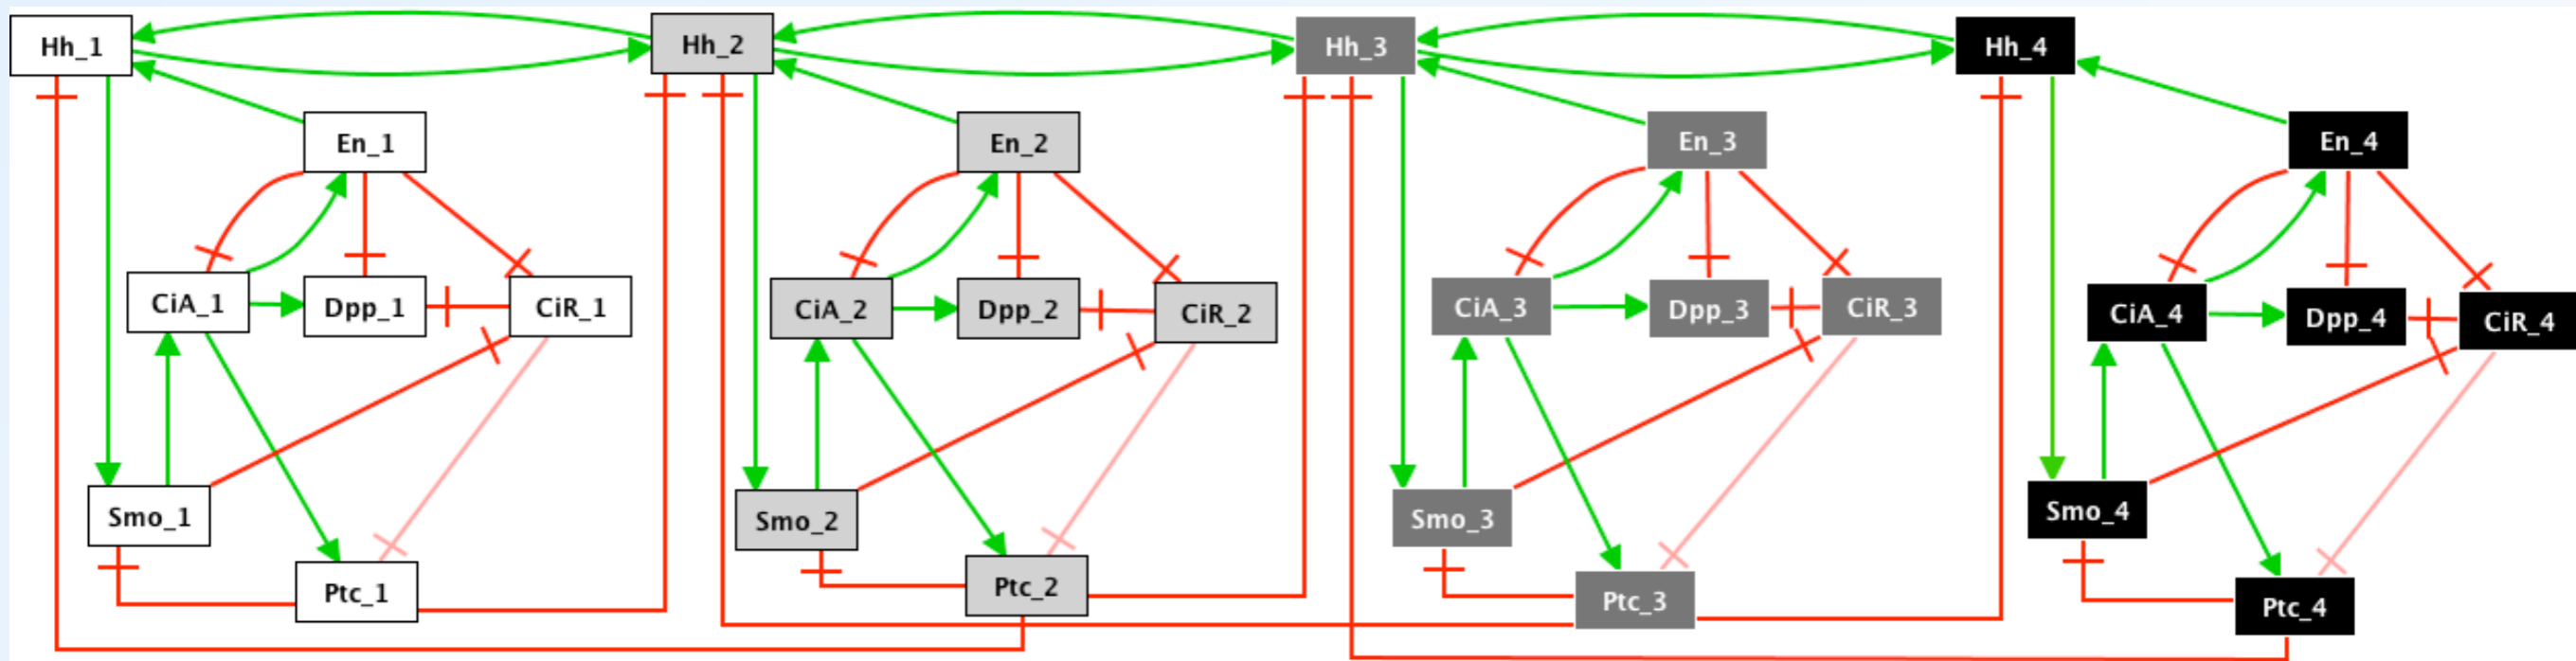 Hh_1
Hh_2
Hh_3
Hh_4
En_1
En_2
En_3
En_4
CiA_1
Dpp_1
CiR_1
CiA_2
Dpp_2
CiR_2
CiA_3
Dpp_3
CiR_3
CiA_4
Dpp_4
CiR_4
Smo_1
Smo_2
Smo_3
Smo_4
Ptc_1
Ptc_2
Ptc_3
Ptc_4